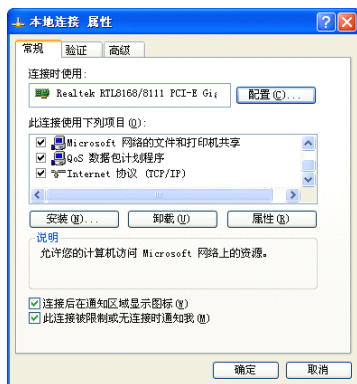 本地连接 属性
常规 验证 高级
连接时使用:
Realtek RTL8168/8111 PCI-E Gig
配置(C)...
此连接使用下列项目(O):
Microsoft 网络的文件和打印机共享
QoS 数据包计划程序
Internet 协议 (TCP/IP)
安装(N)... 卸载(U) 属性(R)
说明
允许您的计算机访问 Microsoft 网络上的资源。
连接后在通知区域显示图标(W)
此连接被限制或无连接时通知我(M)
确定 取消